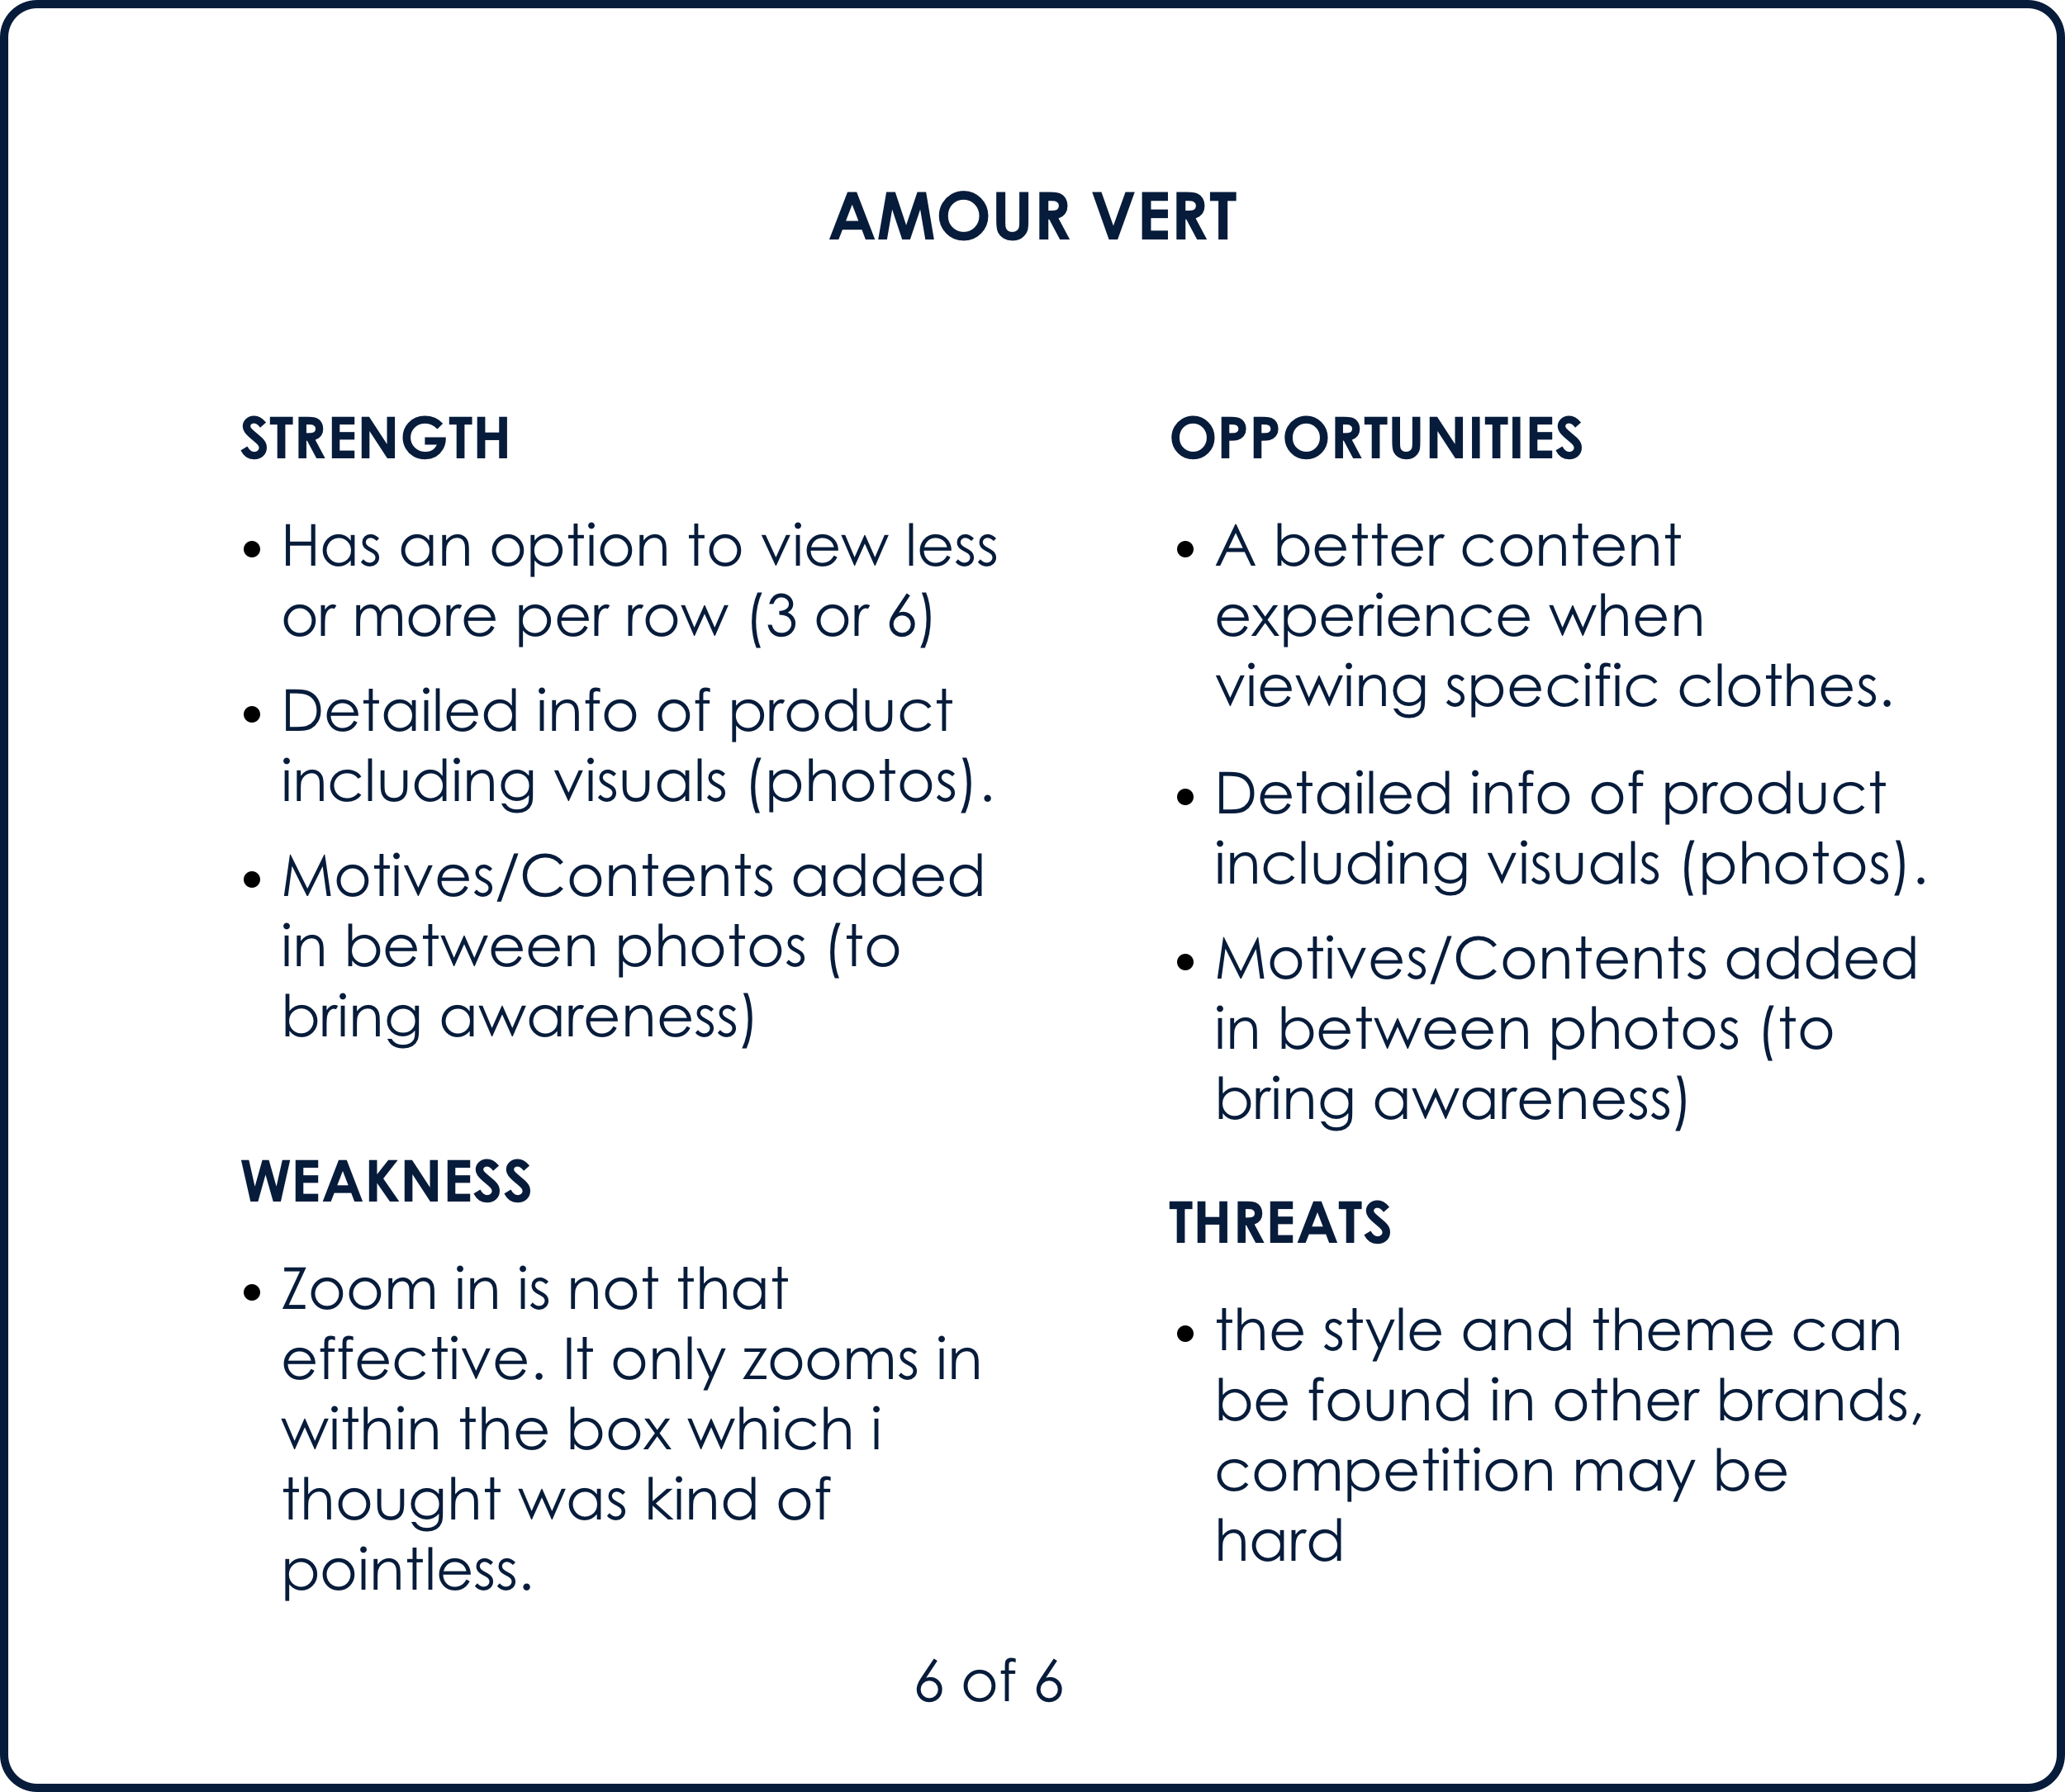 AMOUR VERT
STRENGTH
• Has an option to view less
or more per row (3 or 6)
• Detailed info of product
including visuals (photos).
• Motives/Contents added
in between photos (to
bring awareness)
WEAKNESS
• Zoom in is not that
effective. It only zooms in
within the box which i
thought was kind of
pointless.
OPPORTUNITIES
• A better content
experience when
viewing specific clothes.
• Detailed info of product
including visuals (photos).
• Motives/Contents added
in between photos (to
bring awareness)
THREATS
• the style and theme can
be found in other brands,
competition may be
hard
6 of 6